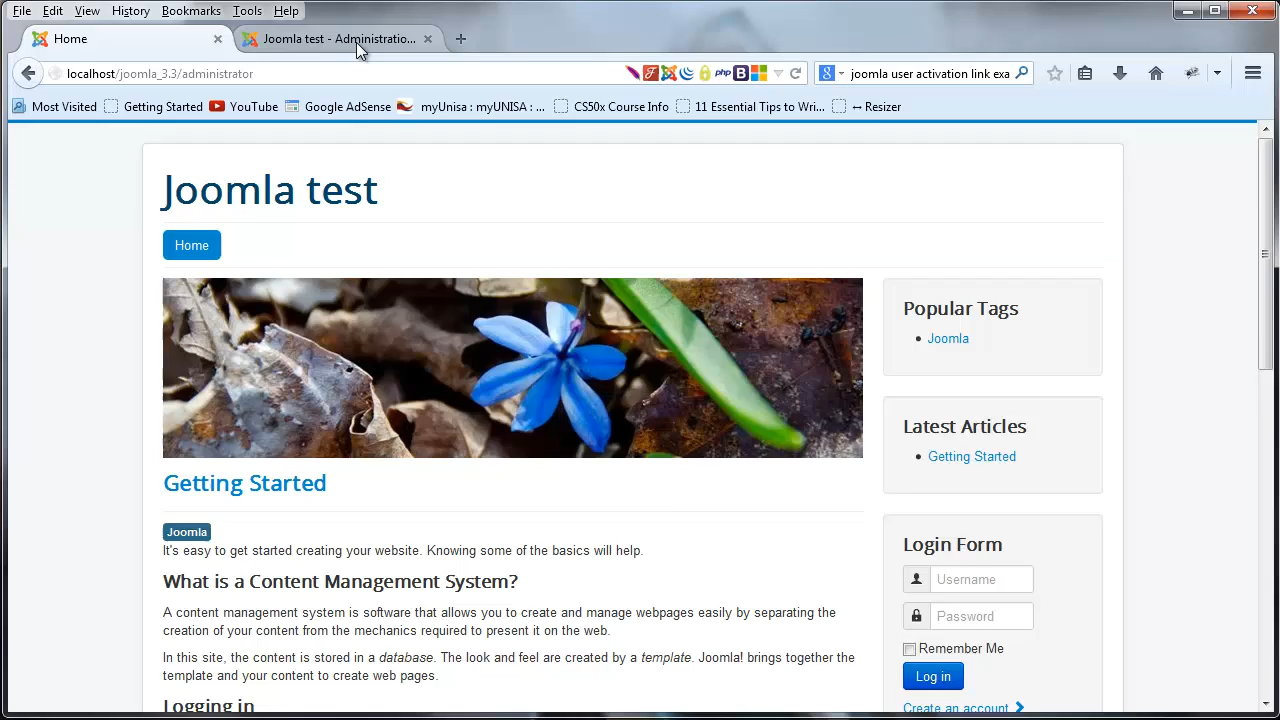 File Edit View History Bookmarks Tools Help
Home
Joomla test - Administratio...
localhost/joomla_3.3/administrator
php B
joomla user activation link exa
Most Visited Getting Started YouTube Google AdSense myUnisa : myUNISA : ... CS50x Course Info 11 Essential Tips to Wri... ↔ Resizer
Joomla test
Home
Popular Tags
Joomla
Latest Articles
Getting Started
Getting Started
Joomla
It's easy to get started creating your website. Knowing some of the basics will help.
What is a Content Management System?
A content management system is software that allows you to create and manage webpages easily by separating the
creation of your content from the mechanics required to present it on the web.
In this site, the content is stored in a database. The look and feel are created by a template. Joomla! brings together the
template and your content to create web pages.
Logging in
Login Form
Username
Password
Remember Me
Log in
Create an account